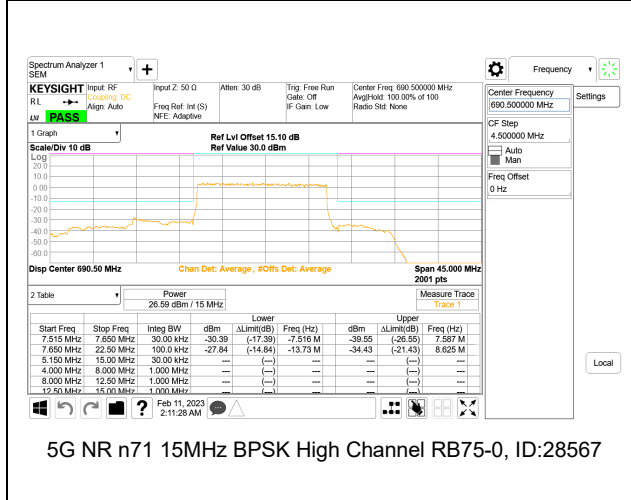 Spectrum Analyzer 1
SEM
+
Frequency
KEYSIGHT
RL
LXI PASS
Input: RF
Coupling: DC
Align: Auto
Input Z: 50 Ω
Freq Ref: Int (S)
NFE: Adaptive
Atten: 30 dB
Trig: Free Run
Gate: Off
IF Gain: Low
Center Freq: 690.500000 MHz
Avg|Hold: 100.00% of 100
Radio Std: None
Center Frequency
690.500000 MHz
Settings
CF Step
4.500000 MHz
Auto
Man
Freq Offset
0 Hz
Local
1 Graph
Scale/Div 10 dB
Ref Lvl Offset 15.10 dB
Ref Value 30.0 dBm
Log
20.0
10.0
0.00
-10.0
-20.0
-30.0
-40.0
-50.0
-60.0
Disp Center 690.50 MHz
Chan Det: Average, #Offs Det: Average
Span 45.000 MHz
2001 pts
2 Table
Power
26.59 dBm / 15 MHz
Measure Trace
Trace 1
Lower Upper
Start Freq Stop Freq Integ BW dBm ΔLimit(dB) Freq (Hz) dBm ΔLimit(dB) Freq (Hz)
7.515 MHz 7.650 MHz 30.00 kHz -30.39 (-17.39) -7.516 M -39.55 (-26.55) 7.587 M
7.650 MHz 22.50 MHz 100.0 kHz -27.84 (-14.84) -13.73 M -34.43 (-21.43) 8.625 M
5.150 MHz 15.00 MHz 30.00 kHz --- (---) --- --- (---) ---
4.000 MHz 8.000 MHz 1.000 MHz --- (---) --- --- (---) ---
8.000 MHz 12.50 MHz 1.000 MHz --- (---) --- --- (---) ---
12.50 MHz 15.00 MHz 1.000 MHz --- (---) --- --- (---) ---
?
Feb 11, 2023
2:11:28 AM
5G NR n71 15MHz BPSK High Channel RB75-0, ID:28567